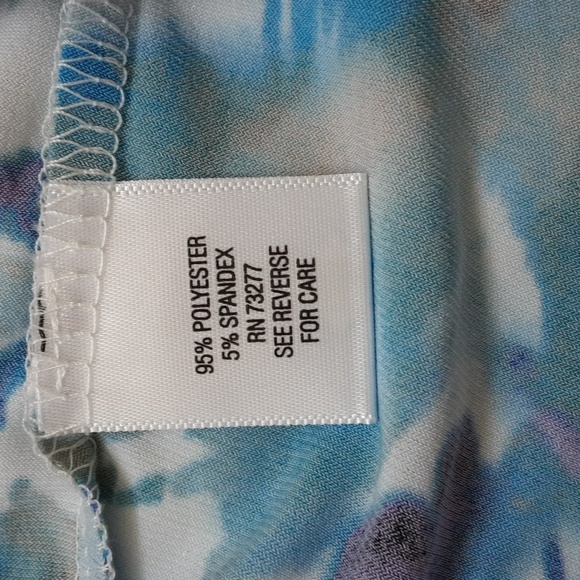 95% POLYESTER
5% SPANDEX
RN 73277
SEE REVERSE
FOR CARE